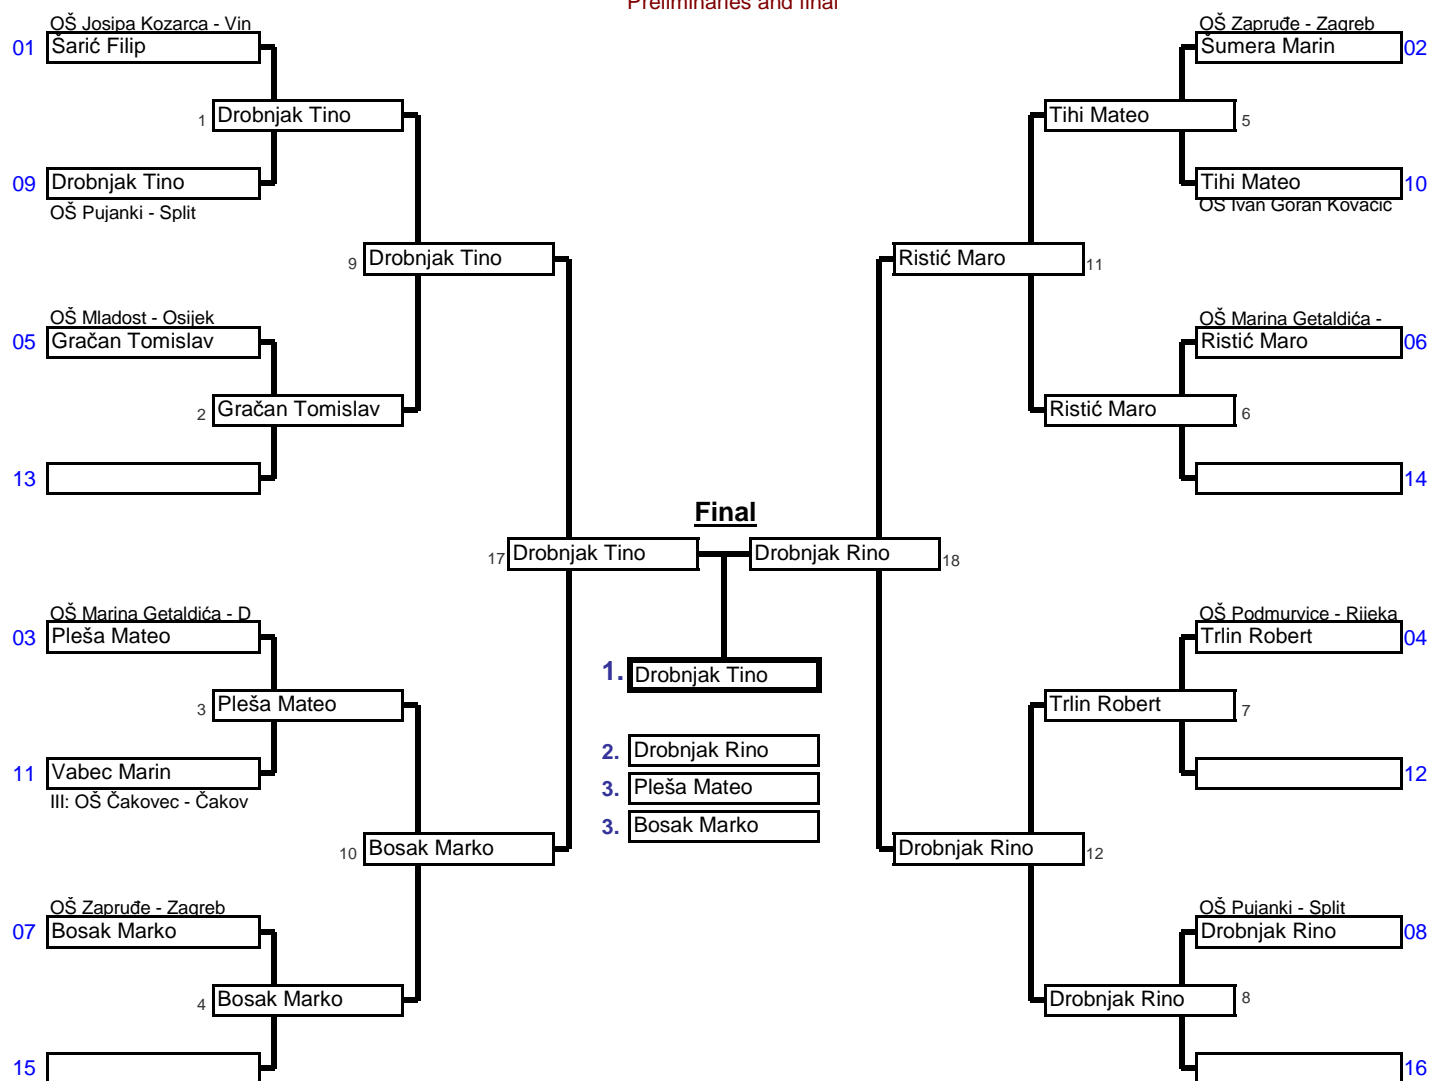 Preliminaries and final
OŠ Josipa Kozarca - Vin
01 Šarić Filip
1 Drobnjak Tino
09 Drobnjak Tino
OŠ Pujanki - Split
9 Drobnjak Tino
OŠ Mladost - Osijek
05 Gračan Tomislav
2 Gračan Tomislav
13
17 Drobnjak Tino
OŠ Marina Getaldića - D
03 Pleša Mateo
3 Pleša Mateo
11 Vabec Marin
III: OŠ Čakovec - Čakov
10 Bosak Marko
OŠ Zapruđe - Zagreb
07 Bosak Marko
4 Bosak Marko
15
Final
1. Drobnjak Tino
2. Drobnjak Rino
3. Pleša Mateo
3. Bosak Marko
OŠ Zapruđe - Zagreb
Šumera Marin 02
Tihi Mateo 5
Tihi Mateo 10
OŠ Ivan Goran Kovačić
Ristić Maro 11
OŠ Marina Getaldića -
Ristić Maro 06
Ristić Maro 6
14
Drobnjak Rino 18
OŠ Podmurvice - Rijeka
Trlin Robert 04
Trlin Robert 7
12
Drobnjak Rino 12
OŠ Pujanki - Split
Drobnjak Rino 08
Drobnjak Rino 8
16